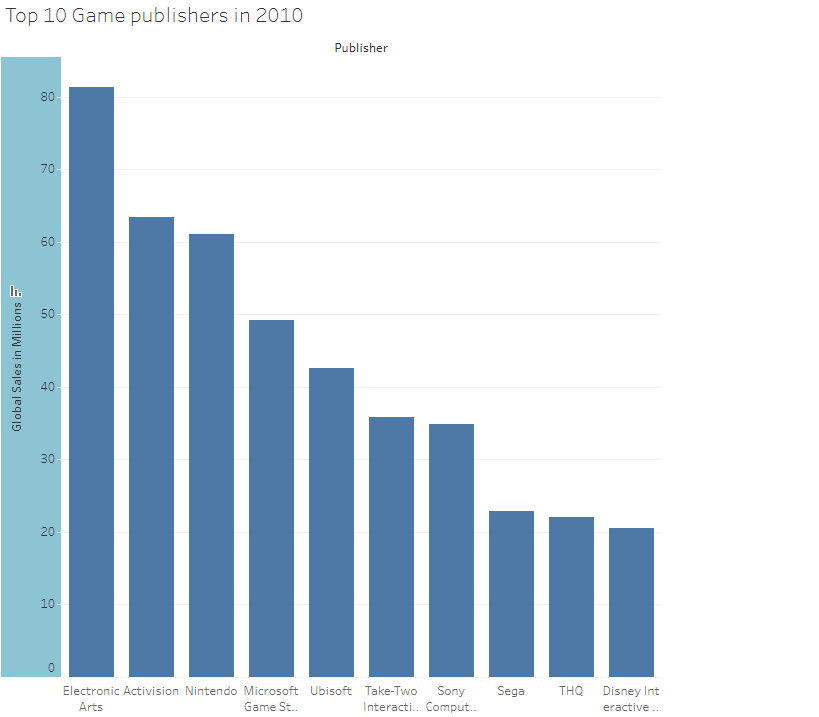 Top 10 Game publishers in 2010
Publisher
80
70
60
50
40
30
20
10
0
Global Sales in Millions
Electronic Arts
Activision
Nintendo
Microsoft
Game St..
Ubisoft
Take-Two
Interacti..
Sony
Comput..
Sega
THQ
Disney Int
eractive ..